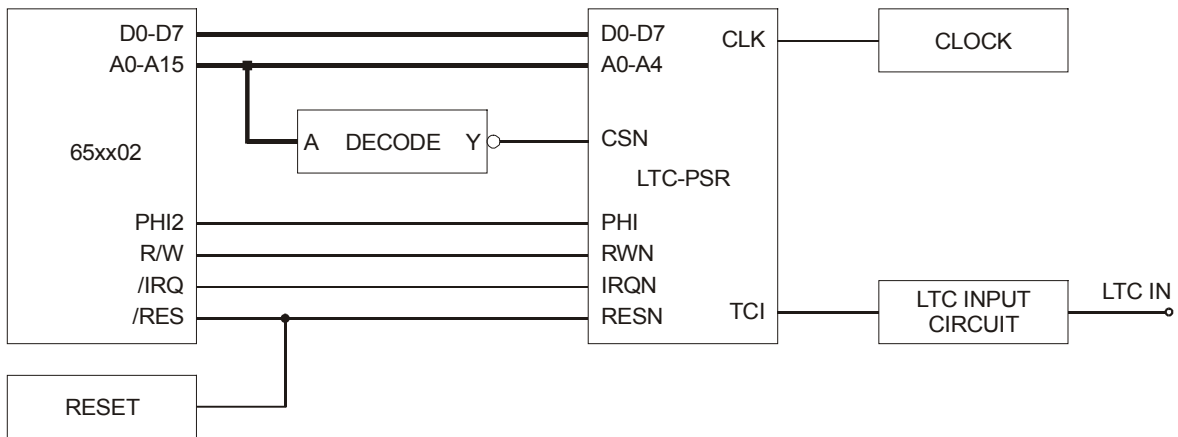 D0-D7
D0-D7
CLK
CLOCK
A0-A15
A0-A4
A DECODE Y
CSN
65xx02
LTC-PSR
PHI2
PHI
R/W
RWN
/IRQ
IRQN
/RES
RESN
TCI
LTC INPUT
CIRCUIT
LTC IN
RESET